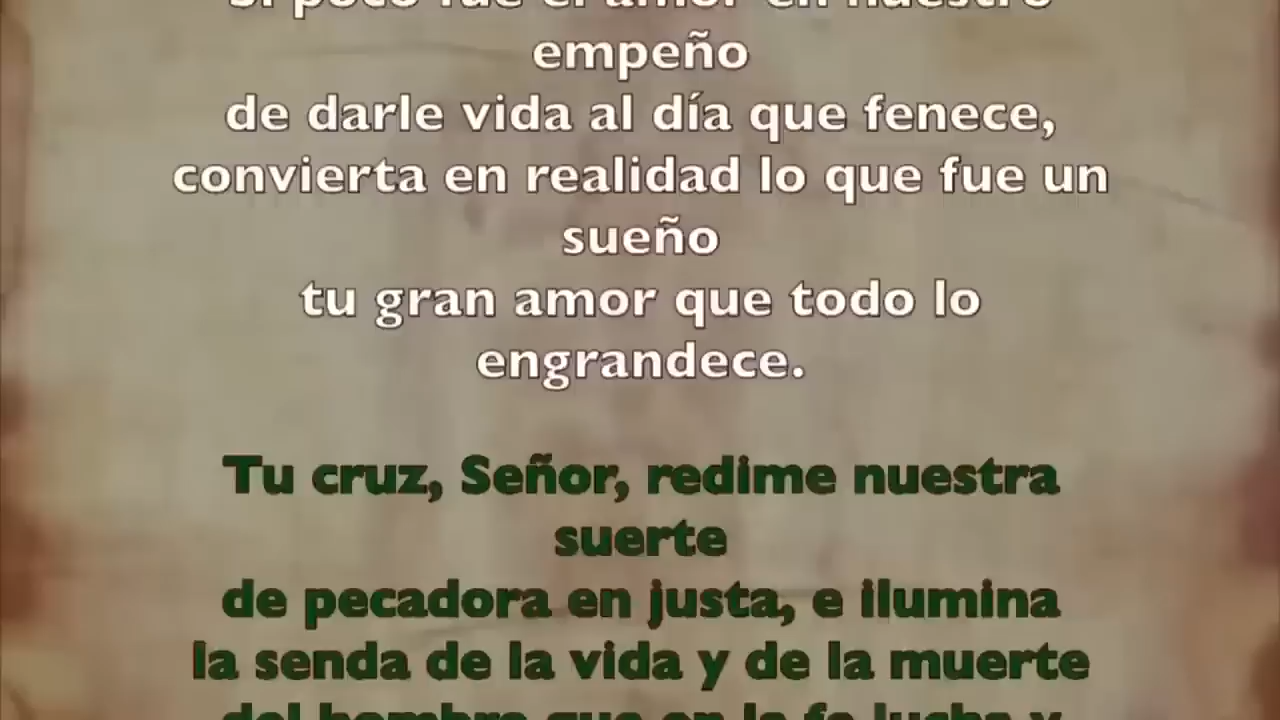 Si poco fue el amor en nuestro
empeño
de darle vida al día que fenece,
convierta en realidad lo que fue un
sueño
tu gran amor que todo lo
engrandece.
Tu cruz, Señor, redime nuestra
suerte
de pecadora en justa, e ilumina
la senda de la vida y de la muerte
del hombre que en la fe lucha y